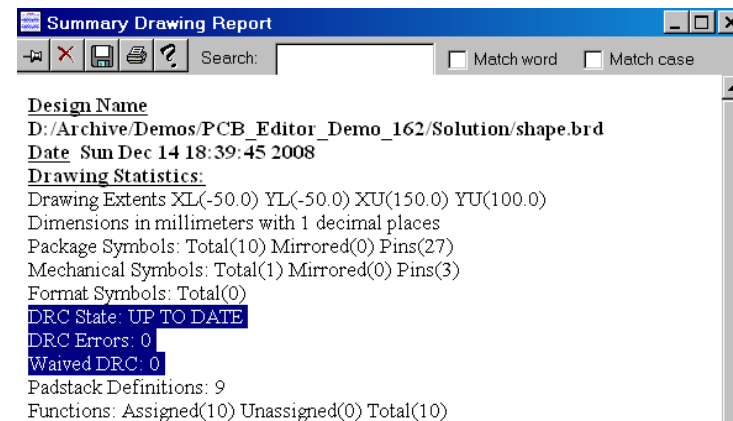 Summary Drawing Report
Search: Match word Match case
Design Name
D:/Archive/Demos/PCB_Editor_Demo_162/Solution/shape.brd
Date Sun Dec 14 18:39:45 2008
Drawing Statistics:
Drawing Extents XL(-50.0) YL(-50.0) XU(150.0) YU(100.0)
Dimensions in millimeters with 1 decimal places
Package Symbols: Total(10) Mirrored(0) Pins(27)
Mechanical Symbols: Total(1) Mirrored(0) Pins(3)
Format Symbols: Total(0)
DRC State: UP TO DATE
DRC Errors: 0
Waived DRC: 0
Padstack Definitions: 9
Functions: Assigned(10) Unassigned(0) Total(10)